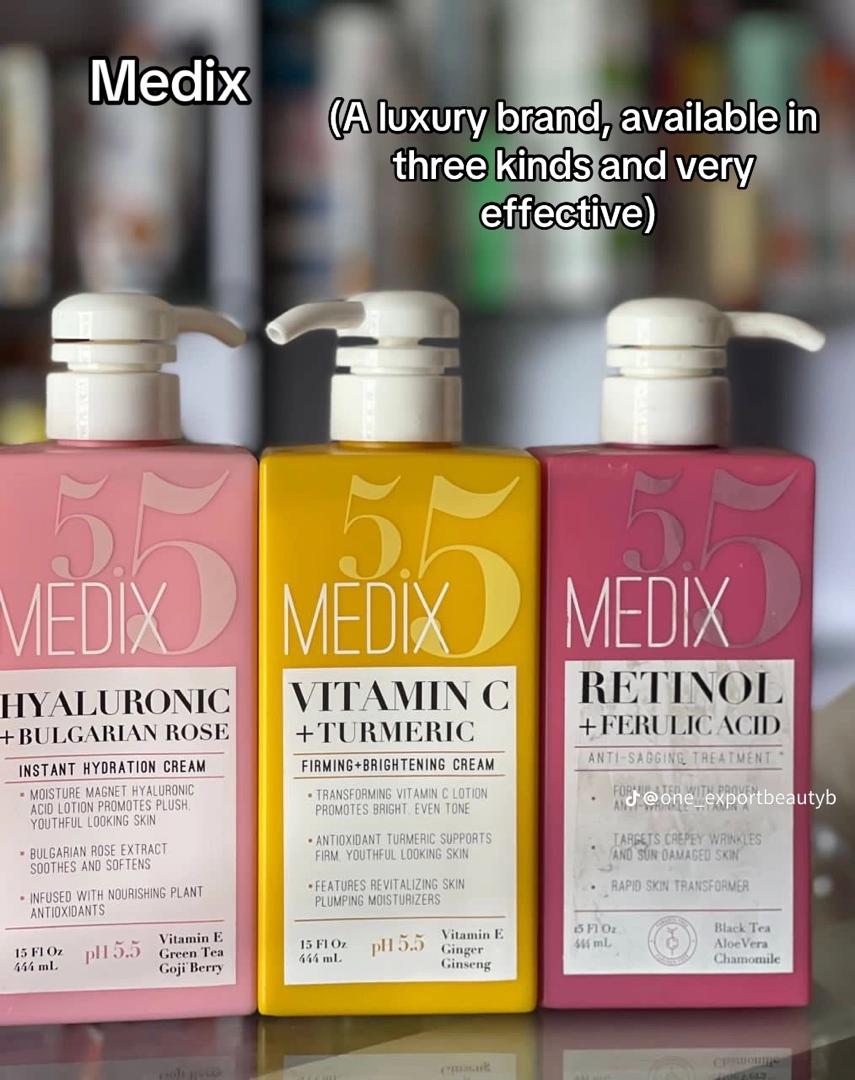 Medix
(A luxury brand, available in
three kinds and very
effective)
5.5
MEDiX
HYALURONIC
+BULGARIAN ROSE
INSTANT HYDRATION CREAM
• MOISTURE MAGNET HYALURONIC
ACID LOTION PROMOTES PLUSH,
YOUTHFUL LOOKING SKIN
• BULGARIAN ROSE EXTRACT
SOOTHES AND SOFTENS
• INFUSED WITH NOURISHING PLANT
ANTIOXIDANTS
15 Fl Oz
444 mL
pH 5.5
Vitamin E
Green Tea
Goji Berry
5.5
MEDiX
VITAMIN C
+TURMERIC
FIRMING+BRIGHTENING CREAM
• TRANSFORMING VITAMIN C LOTION
PROMOTES BRIGHT, EVEN TONE
• ANTIOXIDANT TURMERIC SUPPORTS
FIRM, YOUTHFUL LOOKING SKIN
• FEATURES REVITALIZING SKIN
PLUMPING MOISTURIZERS
15 Fl Oz
444 mL
pH 5.5
Vitamin E
Ginger
Ginseng
5.5
MEDiX
RETINOL
+FERULIC ACID
ANTI-SAGGING TREATMENT
• FORMULATED WITH PROVEN
ANTI-WRINKLE VITAMIN A
@one_exportbeautyb
• TARGETS CREPEY WRINKLES
AND SUN DAMAGED SKIN
• RAPID SKIN TRANSFORMER
15 Fl Oz
444 mL
Black Tea
AloeVera
Chamomile